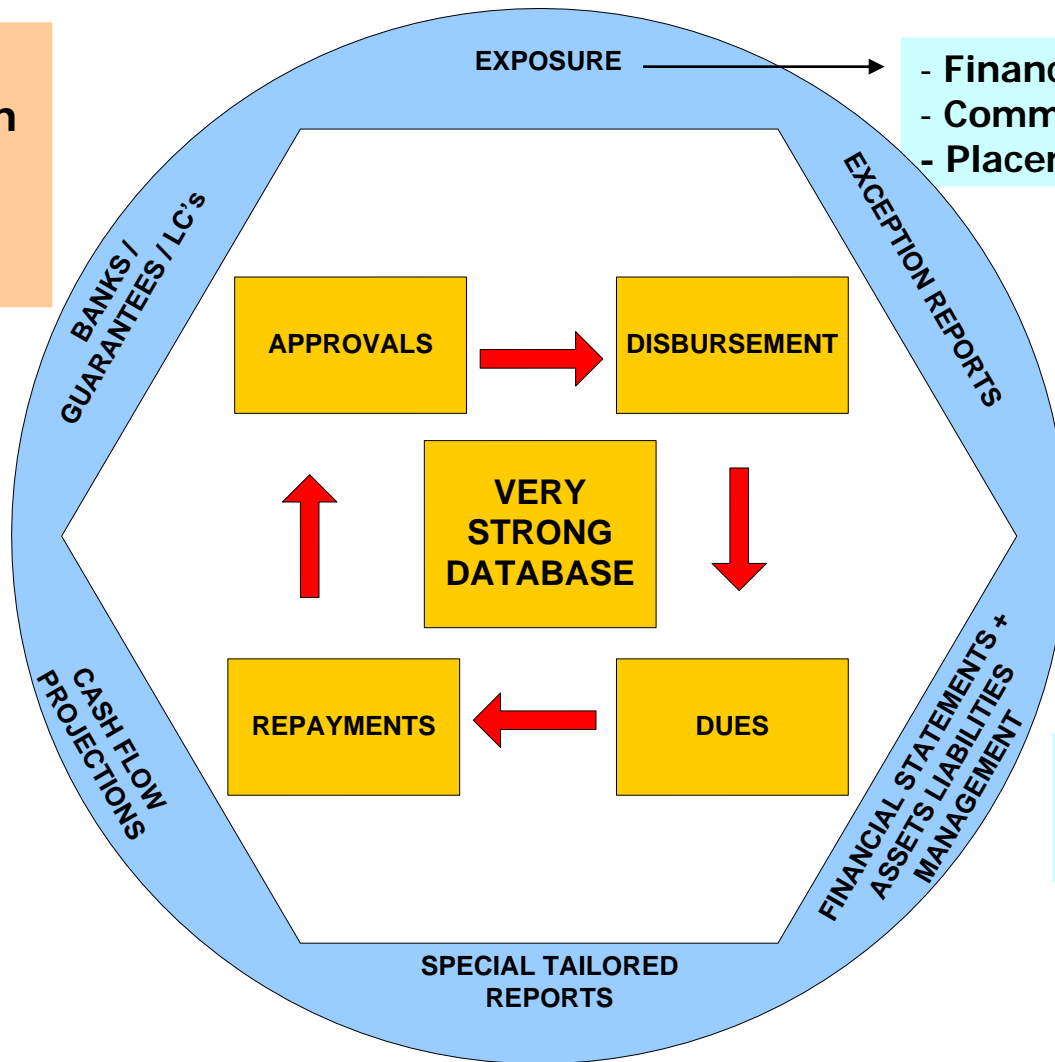 EXPOSURE
- Financ
- Comm
- Placer
EXCEPTION REPORTS
BANKS /
GUARANTEES / LC's
APPROVALS
DISBURSEMENT
VERY
STRONG
DATABASE
REPAYMENTS
DUES
CASH FLOW
PROJECTIONS
FINANCIAL STATEMENTS +
ASSETS LIABILITIES
MANAGEMENT
SPECIAL TAILORED
REPORTS